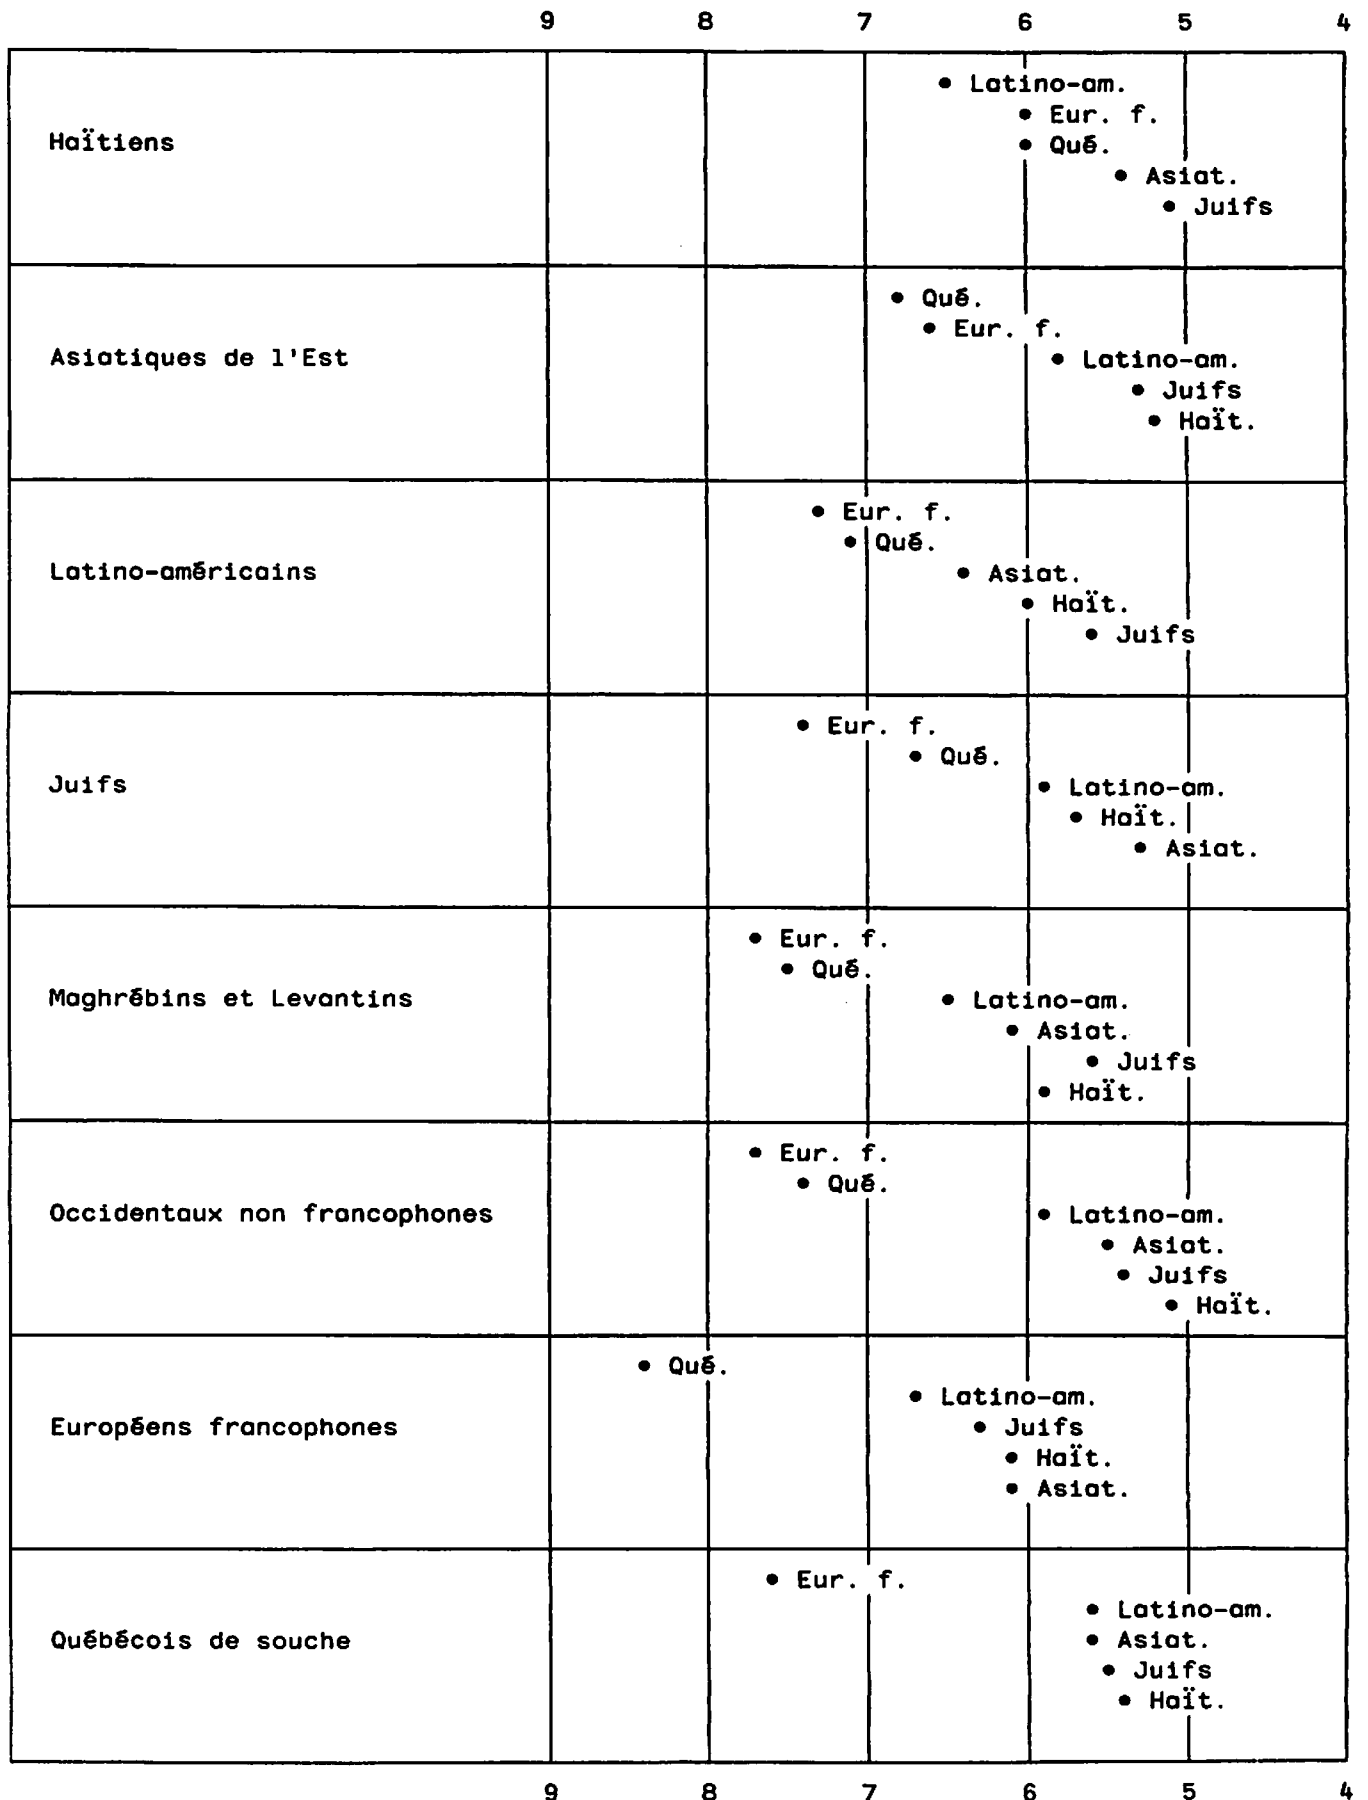 9 8 7 6 5 4
Latino-am.
Eur. f.
Haïtiens
Qué.
Asiat.
Juifs
Qué.
Eur. f.
Asiatiques de l'Est
Latino-am.
Juifs
Haït.
Eur. f.
Qué.
Latino-américains
Asiat.
Haït.
Juifs
Eur. f.
Qué.
Juifs
Latino-am.
Haït.
Asiat.
Eur. f.
Qué.
Maghrébins et Levantins
Latino-am.
Asiat.
Juifs
Haït.
Eur. f.
Qué.
Occidentaux non francophones
Latino-am.
Asiat.
Juifs
Haït.
Qué.
Latino-am.
Européens francophones
Juifs
Haït.
Asiat.
Eur. f.
Latino-am.
Québécois de souche
Asiat.
Juifs
Haït.
9 8 7 6 5 4